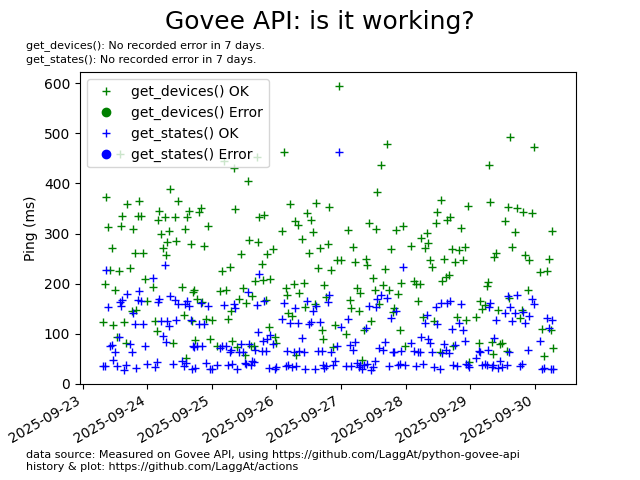 Govee API: is it working?
get_devices(): No recorded error in 7 days.
get_states(): No recorded error in 7 days.
get_devices() OK
get_devices() Error
get_states() OK
get_states() Error
Ping (ms)
600
500
400
300
200
100
0
2025-09-23
2025-09-24
2025-09-25
2025-09-26
2025-09-27
2025-09-28
2025-09-29
2025-09-30
data source: Measured on Govee API, using https://github.com/LaggAt/python-govee-api
history & plot: https://github.com/LaggAt/actions